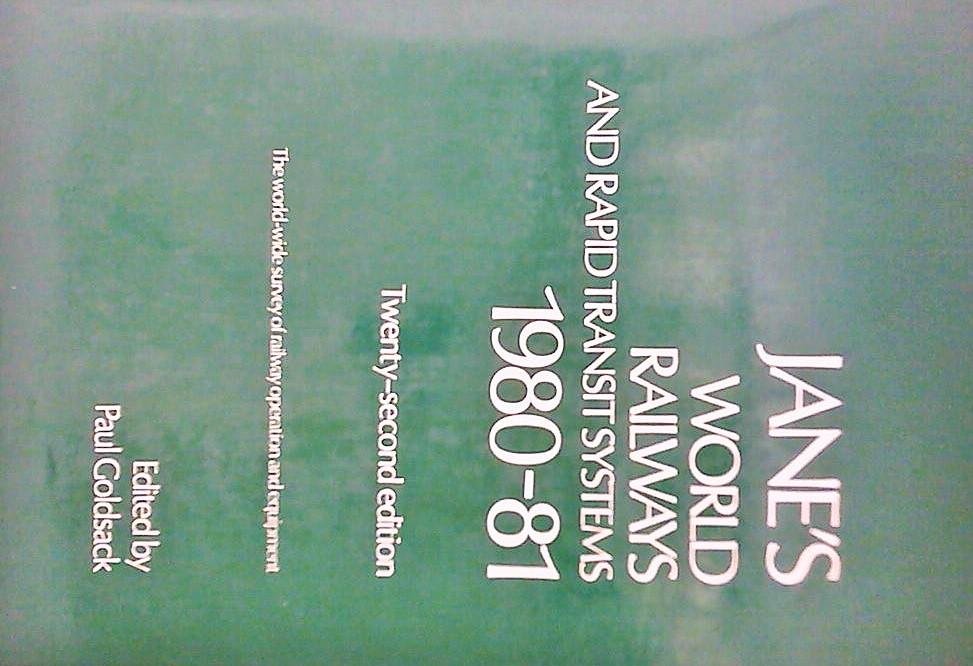 JANE'S
WORLD
RAILWAYS
AND RAPID TRANSIT SYSTEMS
1980-81
Twenty-second edition
The world-wide survey of railway operation and equipment
Edited by
Paul Goldsack